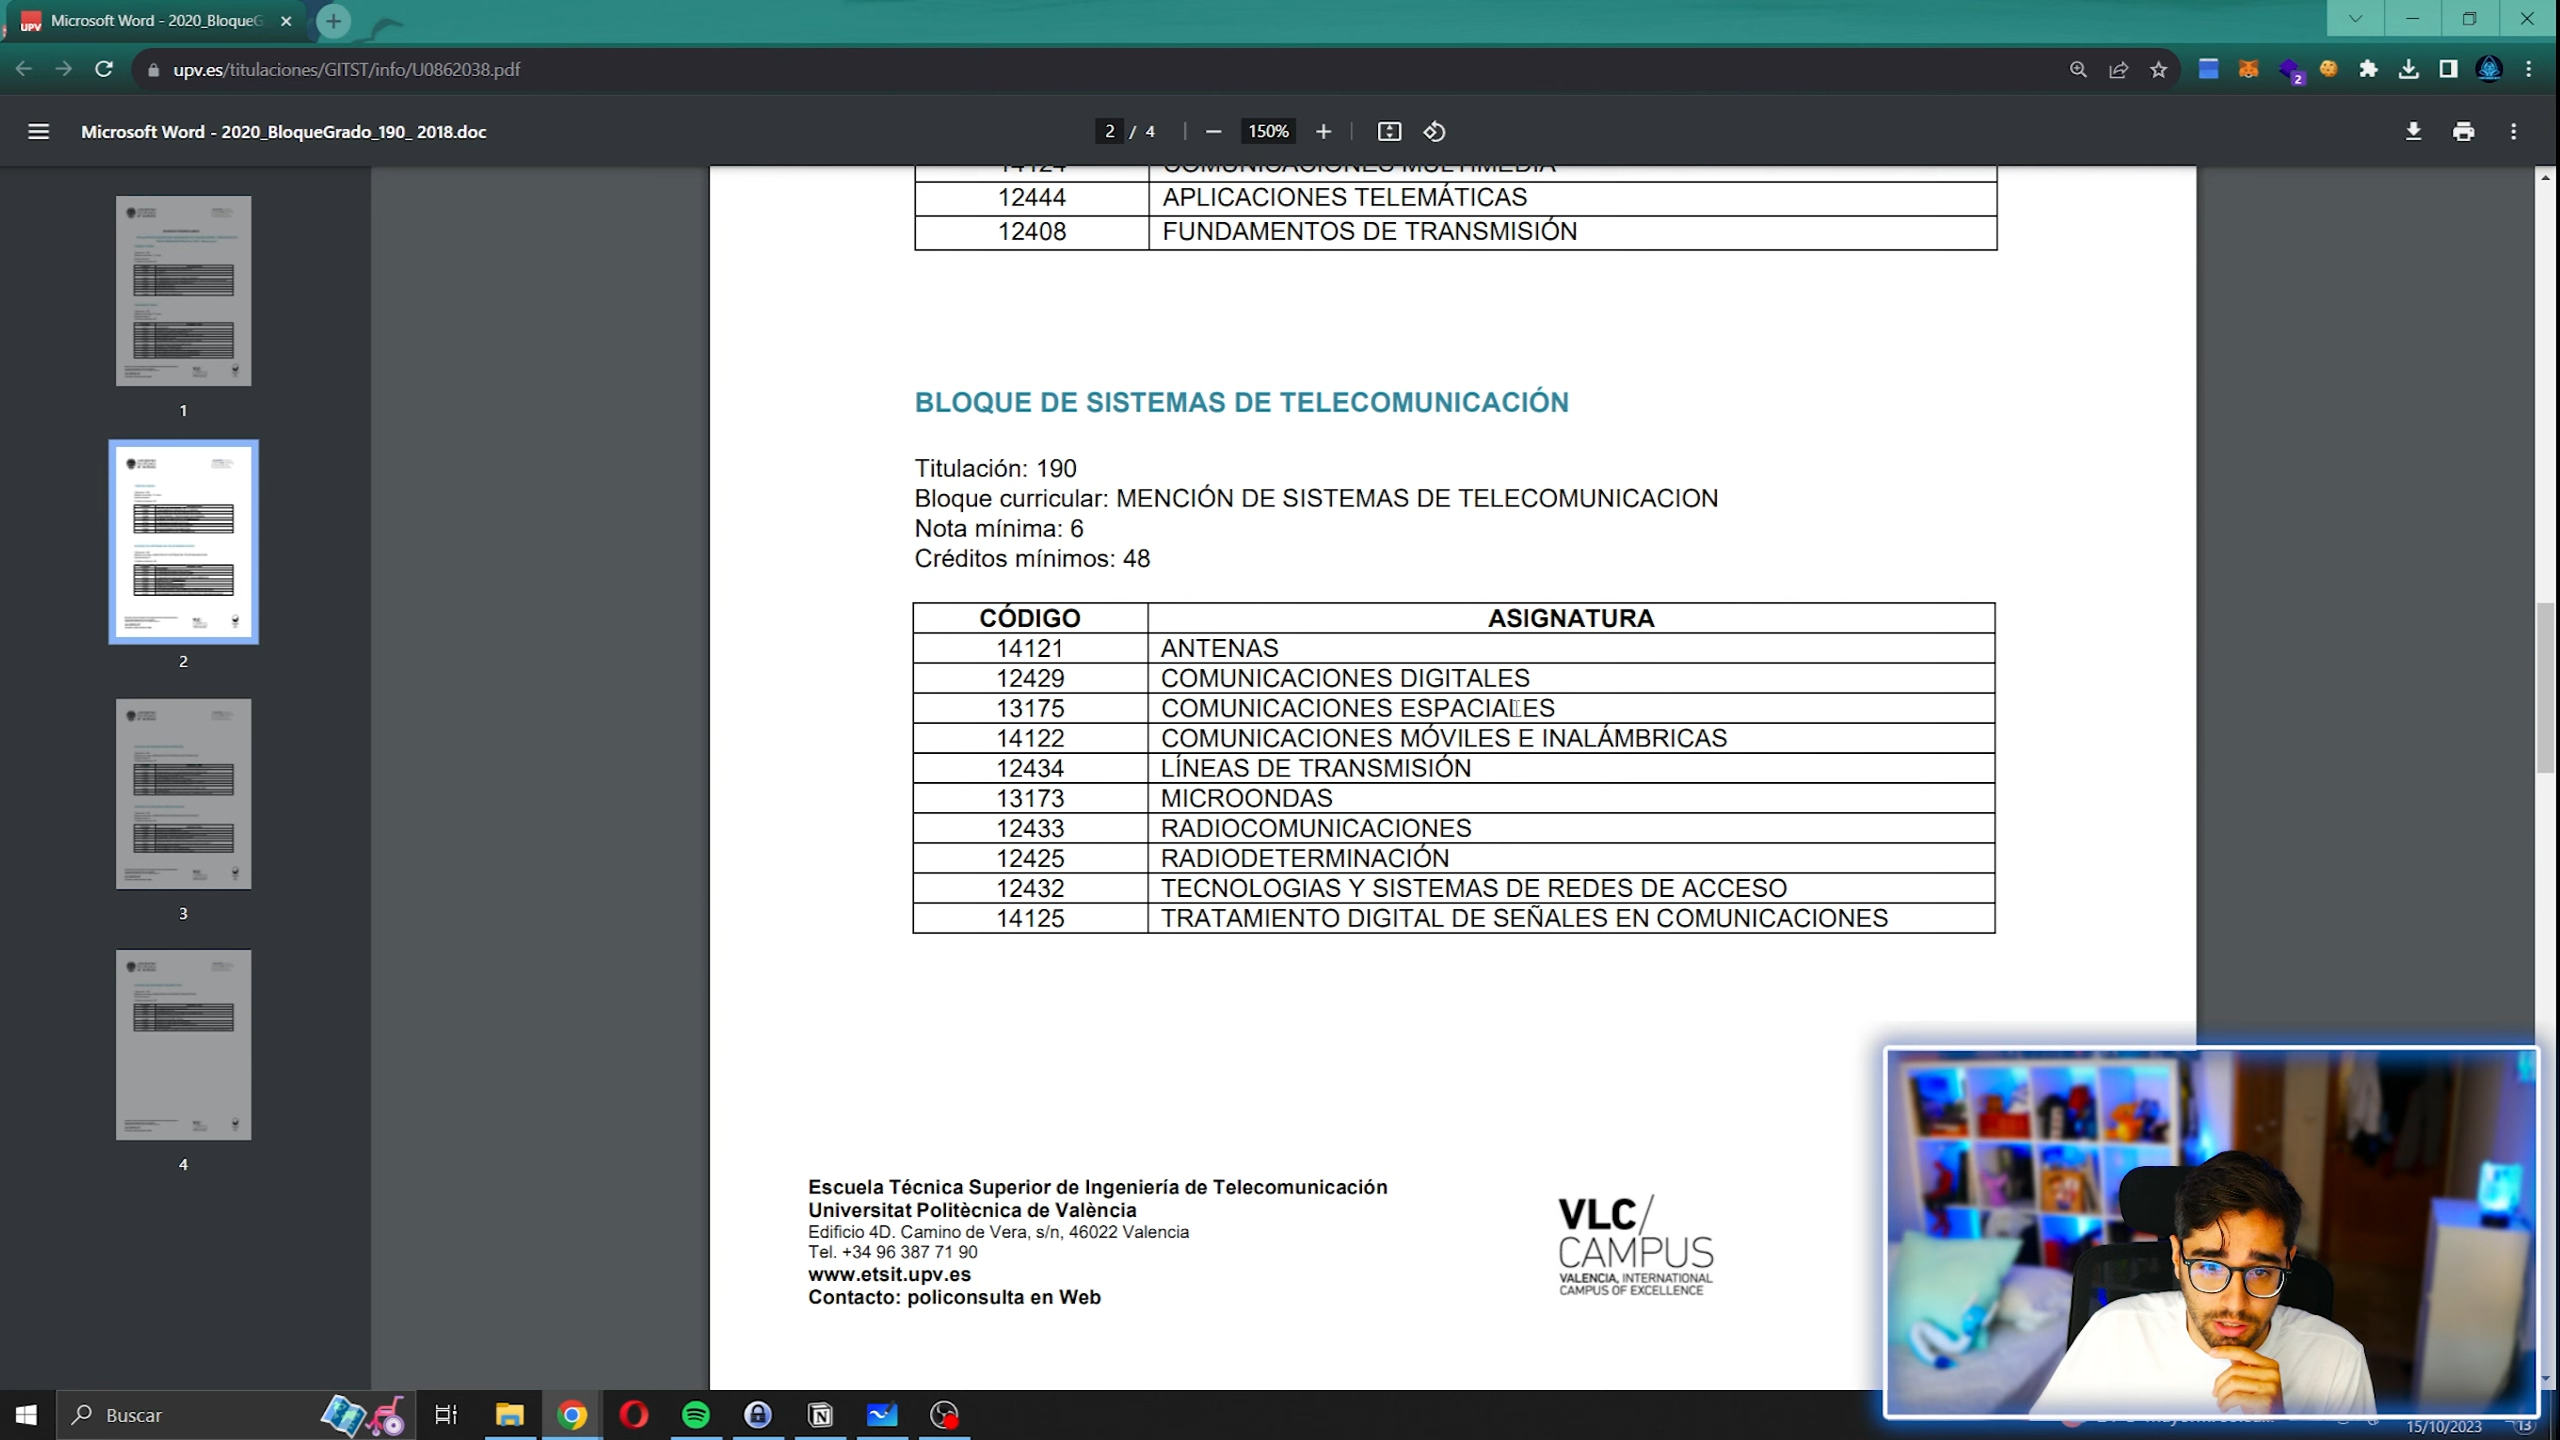 Microsoft Word - 2020_BloqueG
upv.es/titulaciones/GITST/info/U0862038.pdf
2
Microsoft Word - 2020_BloqueGrado_190_ 2018.doc
2 / 4
150%
14124 COMUNICACIONES MULTIMEDIA
12444 APLICACIONES TELEMÁTICAS
12408 FUNDAMENTOS DE TRANSMISIÓN
BLOQUE DE SISTEMAS DE TELECOMUNICACIÓN
Titulación: 190
Bloque curricular: MENCIÓN DE SISTEMAS DE TELECOMUNICACION
Nota mínima: 6
Créditos mínimos: 48
CÓDIGO ASIGNATURA
14121 ANTENAS
12429 COMUNICACIONES DIGITALES
13175 COMUNICACIONES ESPACIALES
14122 COMUNICACIONES MÓVILES E INALÁMBRICAS
12434 LÍNEAS DE TRANSMISIÓN
13173 MICROONDAS
12433 RADIOCOMUNICACIONES
12425 RADIODETERMINACIÓN
12432 TECNOLOGIAS Y SISTEMAS DE REDES DE ACCESO
14125 TRATAMIENTO DIGITAL DE SEÑALES EN COMUNICACIONES
1
2
3
4
Escuela Técnica Superior de Ingeniería de Telecomunicación
Universitat Politècnica de València
Edificio 4D. Camino de Vera, s/n, 46022 Valencia
Tel. +34 96 387 71 90
www.etsit.upv.es
Contacto: policonsulta en Web
VLC/
CAMPUS
VALENCIA, INTERNATIONAL
CAMPUS OF EXCELLENCE
Buscar
15/10/2023
13